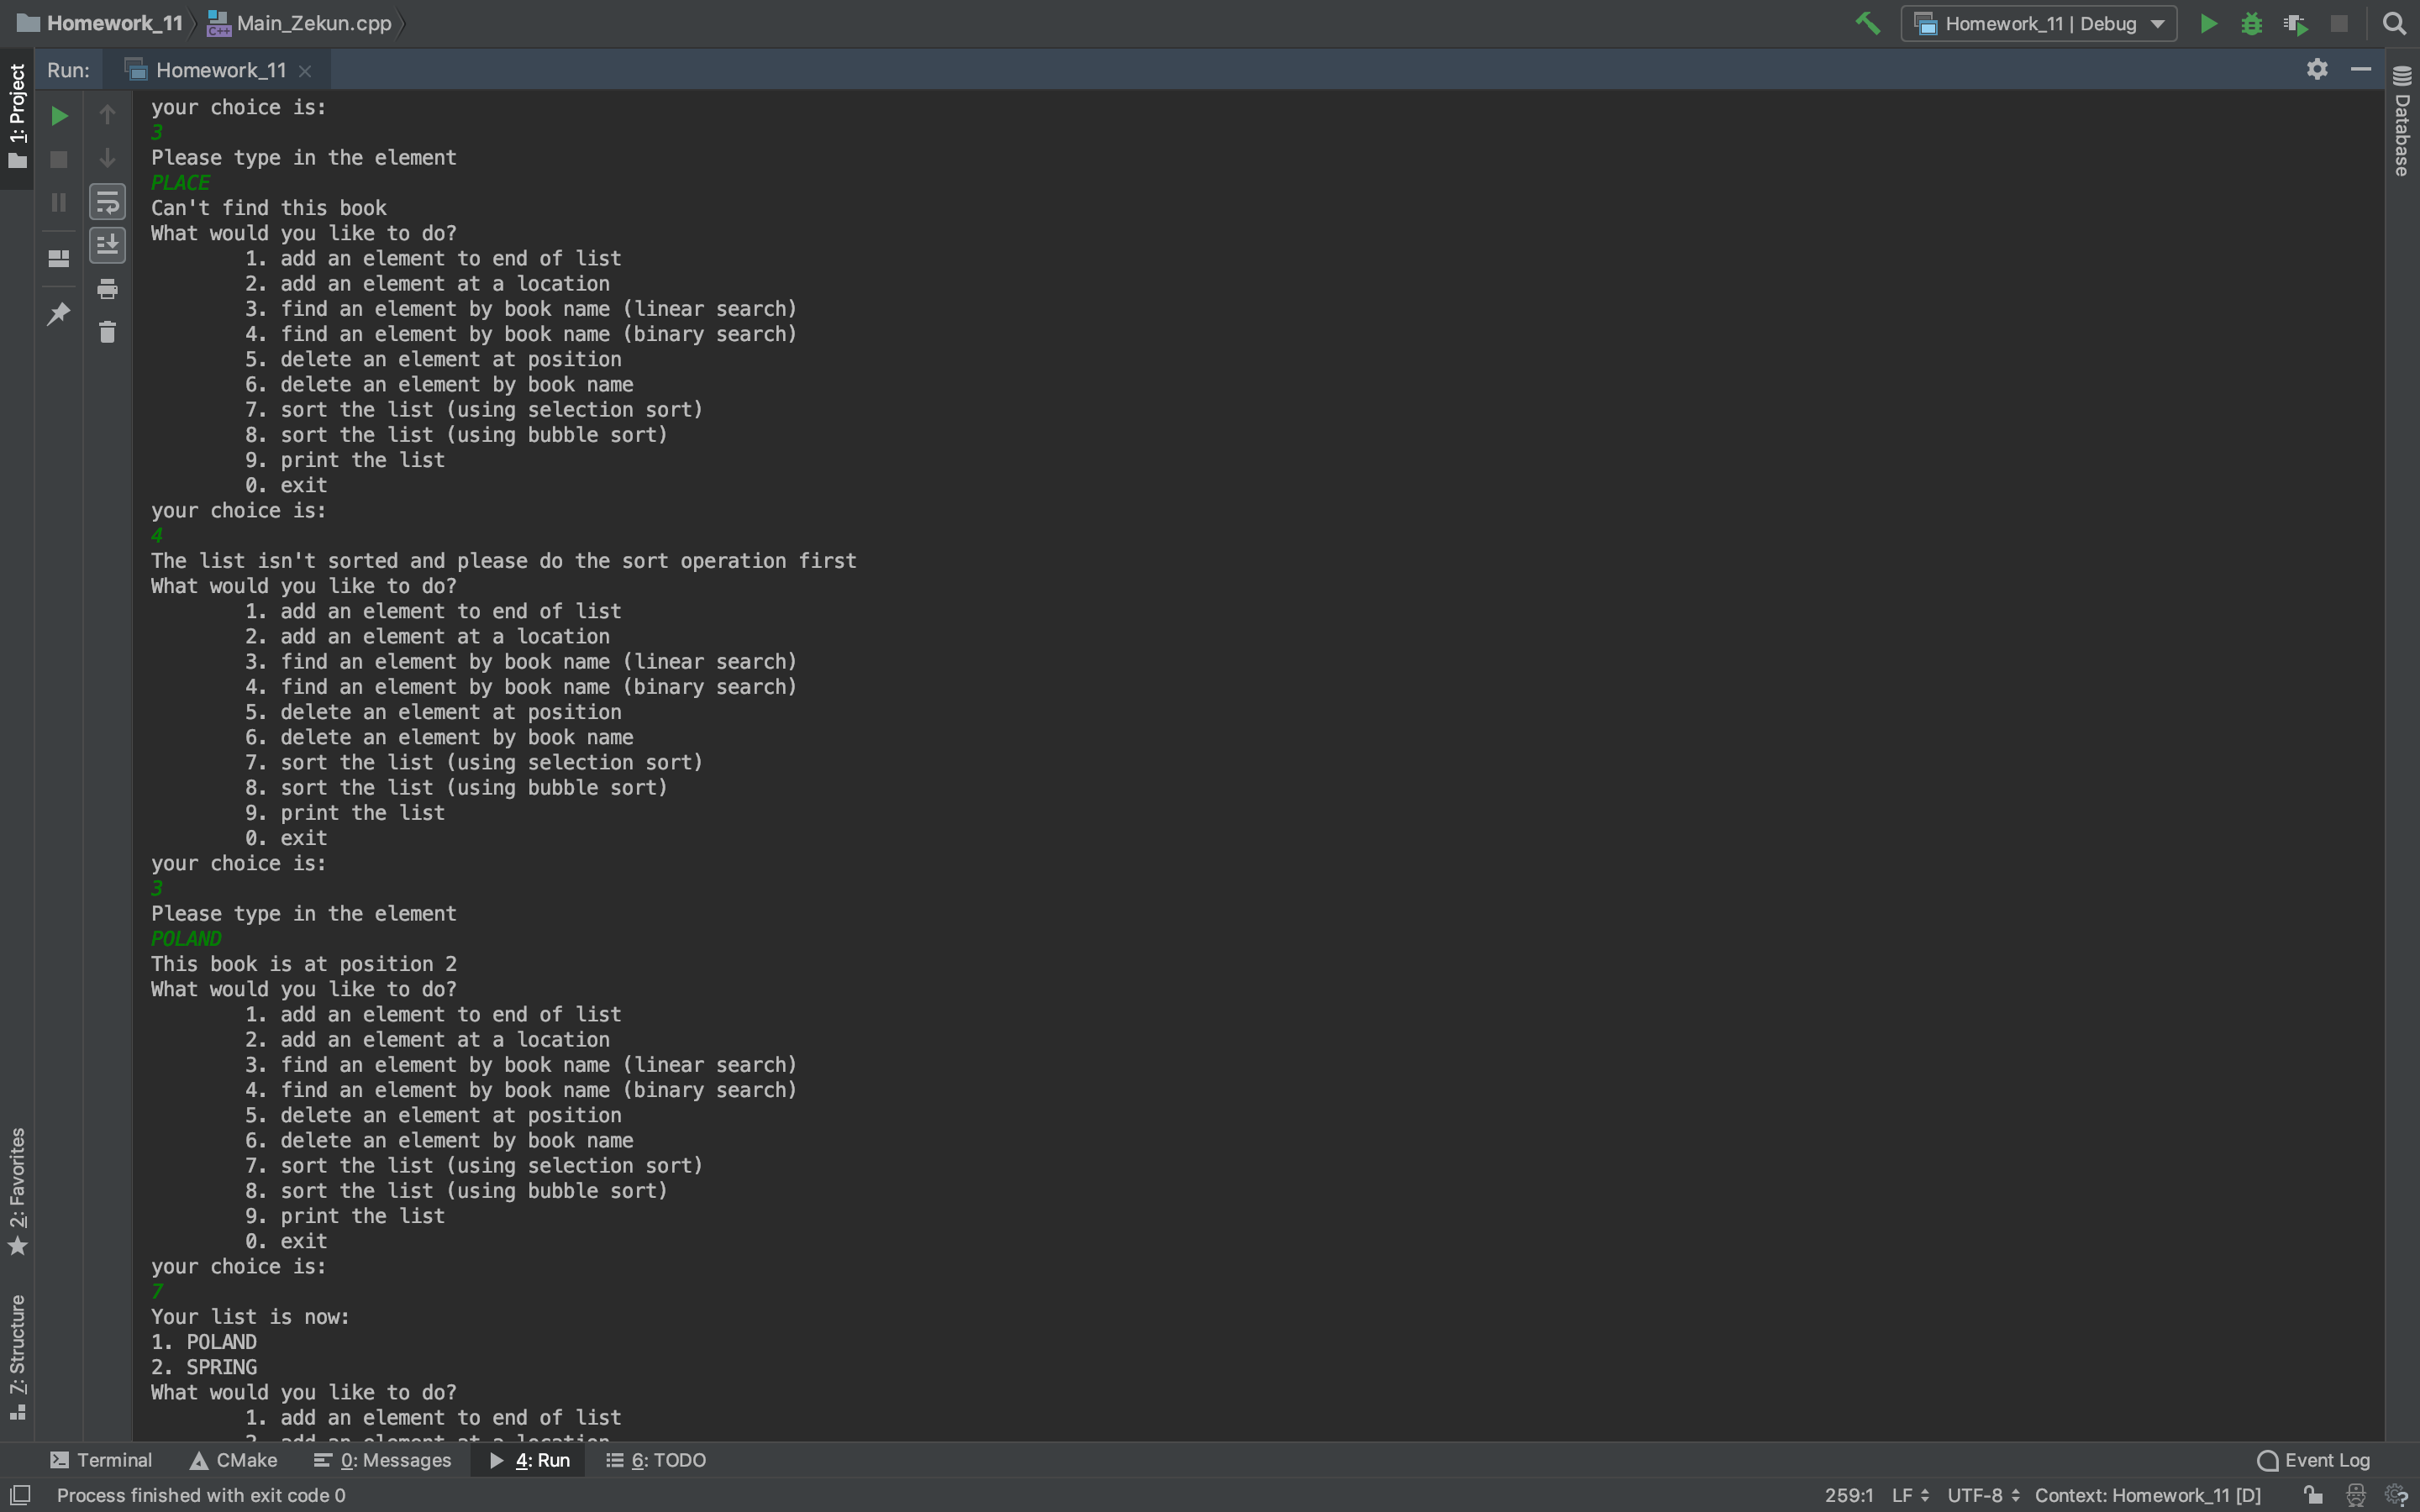 Homework_11 Main_Zekun.cpp Homework_11 | Debug
Run: Homework_11
1: Project
Database
your choice is:
3
Please type in the element
PLACE
Can't find this book
What would you like to do?
1. add an element to end of list
2. add an element at a location
3. find an element by book name (linear search)
4. find an element by book name (binary search)
5. delete an element at position
6. delete an element by book name
7. sort the list (using selection sort)
8. sort the list (using bubble sort)
9. print the list
0. exit
your choice is:
4
The list isn't sorted and please do the sort operation first
What would you like to do?
1. add an element to end of list
2. add an element at a location
3. find an element by book name (linear search)
4. find an element by book name (binary search)
5. delete an element at position
6. delete an element by book name
7. sort the list (using selection sort)
8. sort the list (using bubble sort)
9. print the list
0. exit
your choice is:
3
Please type in the element
POLAND
This book is at position 2
What would you like to do?
1. add an element to end of list
2. add an element at a location
3. find an element by book name (linear search)
4. find an element by book name (binary search)
5. delete an element at position
6. delete an element by book name
7. sort the list (using selection sort)
8. sort the list (using bubble sort)
9. print the list
0. exit
your choice is:
7
Your list is now:
1. POLAND
2. SPRING
What would you like to do?
1. add an element to end of list
2. add an element at a location
2: Favorites
7: Structure
Terminal CMake 0: Messages 4: Run 6: TODO Event Log
Process finished with exit code 0 259:1 LF UTF-8 Context: Homework_11 [D]